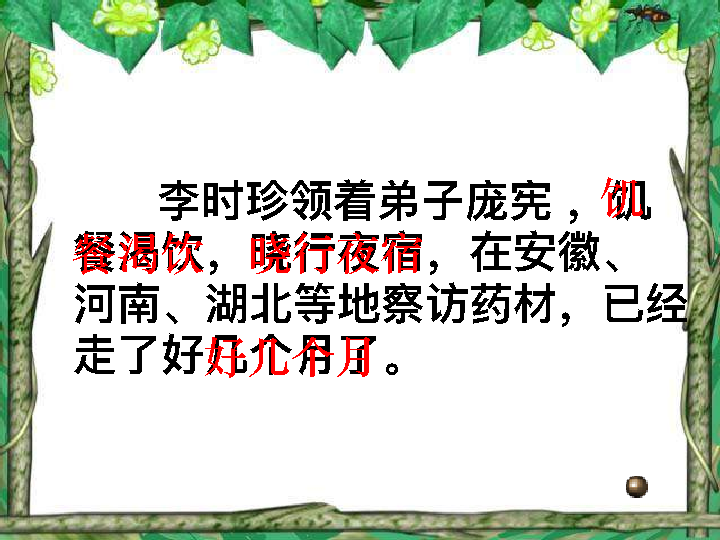 李时珍领着弟子庞宪，饥
餐渴饮，晓行夜宿，在安徽、
河南、湖北等地察访药材，已经
走了好几个月了。